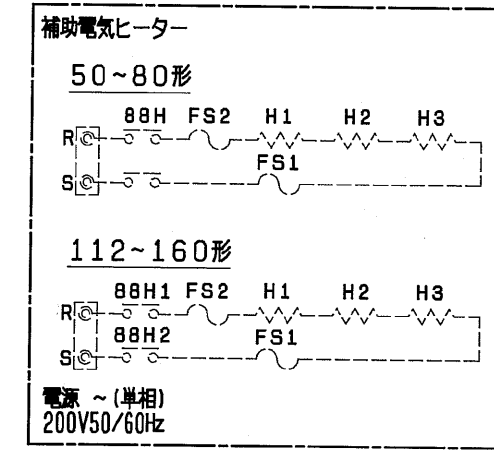 補助電気ヒーター
50~80形
88H FS2 H1 H2 H3
R
FS1
S
112~160形
88H1 FS2 H1 H2 H3
R
88H2 FS1
S
電源 ~(単相)
200V50/60Hz